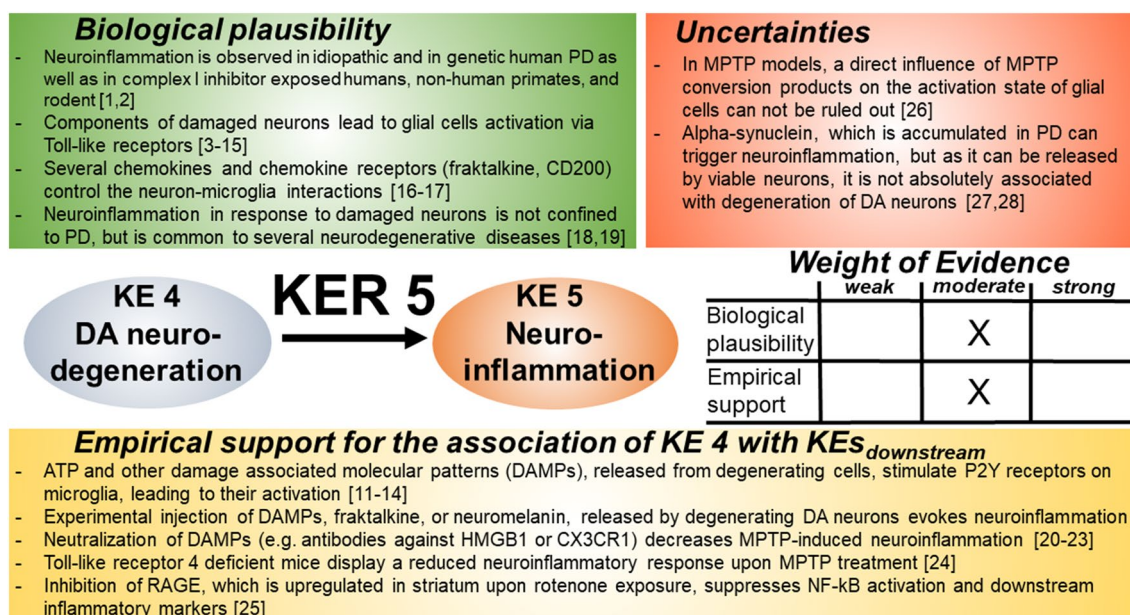 Biological plausibility
- Neuroinflammation is observed in idiopathic and in genetic human PD as
well as in complex I inhibitor exposed humans, non-human primates, and
rodent [1,2]
- Components of damaged neurons lead to glial cells activation via
Toll-like receptors [3-15]
- Several chemokines and chemokine receptors (fraktalkine, CD200)
control the neuron-microglia interactions [16-17]
- Neuroinflammation in response to damaged neurons is not confined
to PD, but is common to several neurodegenerative diseases [18,19]
Uncertainties
- In MPTP models, a direct influence of MPTP
conversion products on the activation state of glial
cells can not be ruled out [26]
- Alpha-synuclein, which is accumulated in PD can
trigger neuroinflammation, but as it can be released
by viable neurons, it is not absolutely associated
with degeneration of DA neurons [27,28]
KE 4
DA neuro-
degeneration
KER 5
KE 5
Neuro-
inflammation
Weight of Evidence
weak moderate strong
Biological
plausibility
X
Empirical
support
X
Empirical support for the association of KE 4 with KEs downstream
- ATP and other damage associated molecular patterns (DAMPs), released from degenerating cells, stimulate P2Y receptors on
microglia, leading to their activation [11-14]
- Experimental injection of DAMPs, fraktalkine, or neuromelanin, released by degenerating DA neurons evokes neuroinflammation
- Neutralization of DAMPs (e.g. antibodies against HMGB1 or CX3CR1) decreases MPTP-induced neuroinflammation [20-23]
- Toll-like receptor 4 deficient mice display a reduced neuroinflammatory response upon MPTP treatment [24]
- Inhibition of RAGE, which is upregulated in striatum upon rotenone exposure, suppresses NF-kB activation and downstream
inflammatory markers [25]